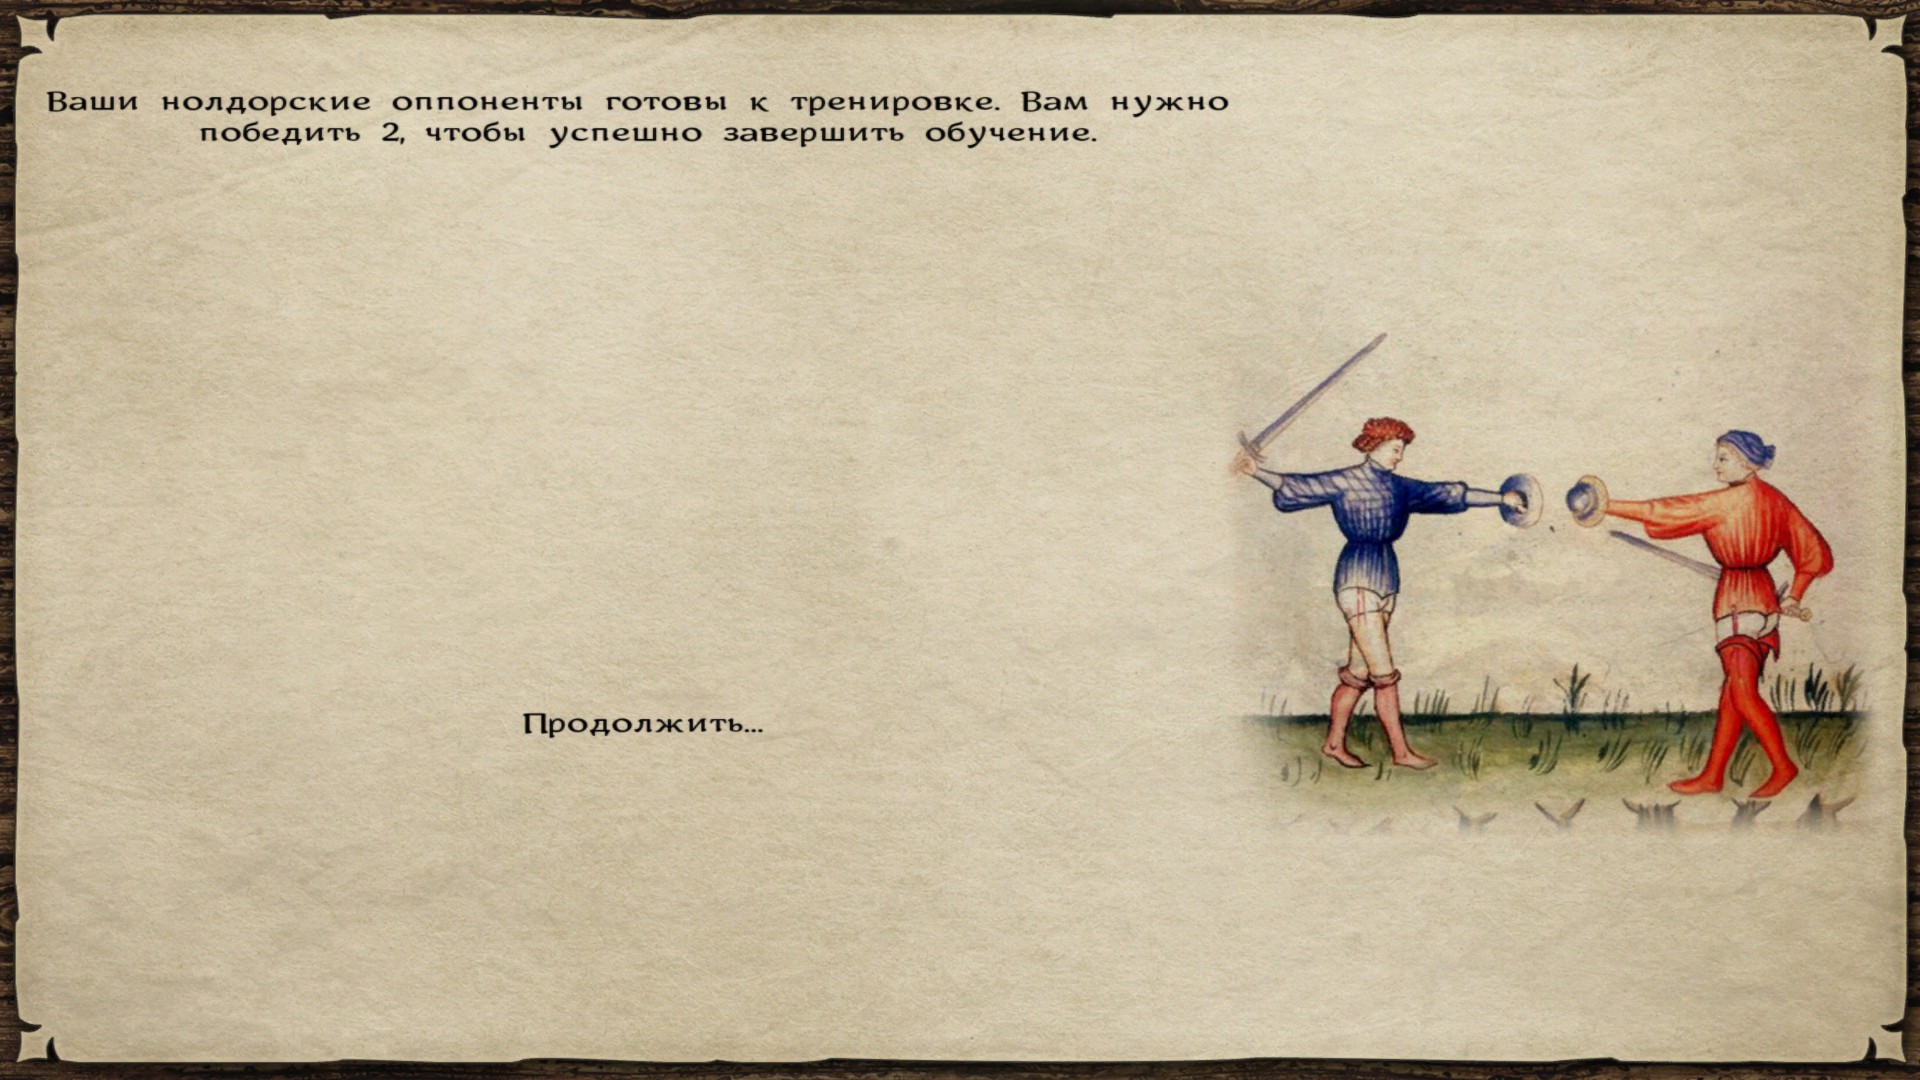 Ваши нолдорские оппоненты готовы к тренировке. Вам нужно
победить 2, чтобы успешно завершить обучение.
Продолжить...